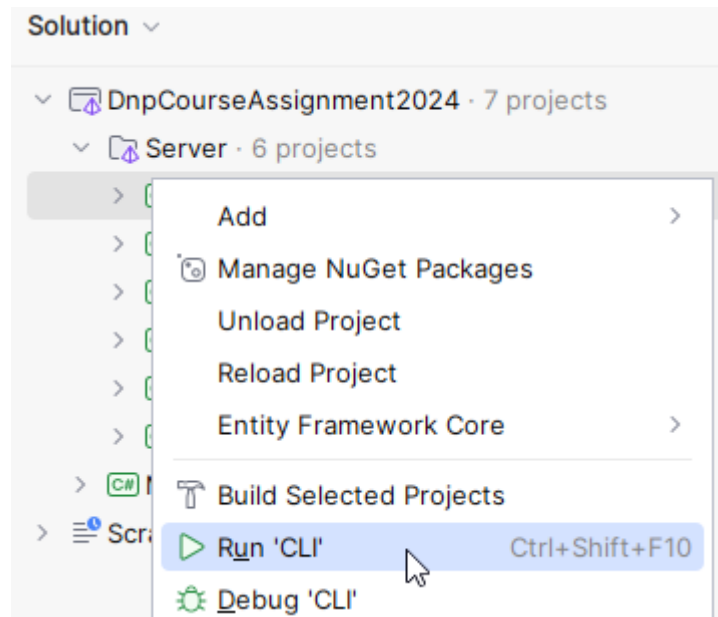 Solution
DnpCourseAssignment2024 · 7 projects
Server · 6 projects
Add
Manage NuGet Packages
Unload Project
Reload Project
Entity Framework Core
C#
Build Selected Projects
Scra
Run 'CLI' Ctrl+Shift+F10
Debug 'CLI'